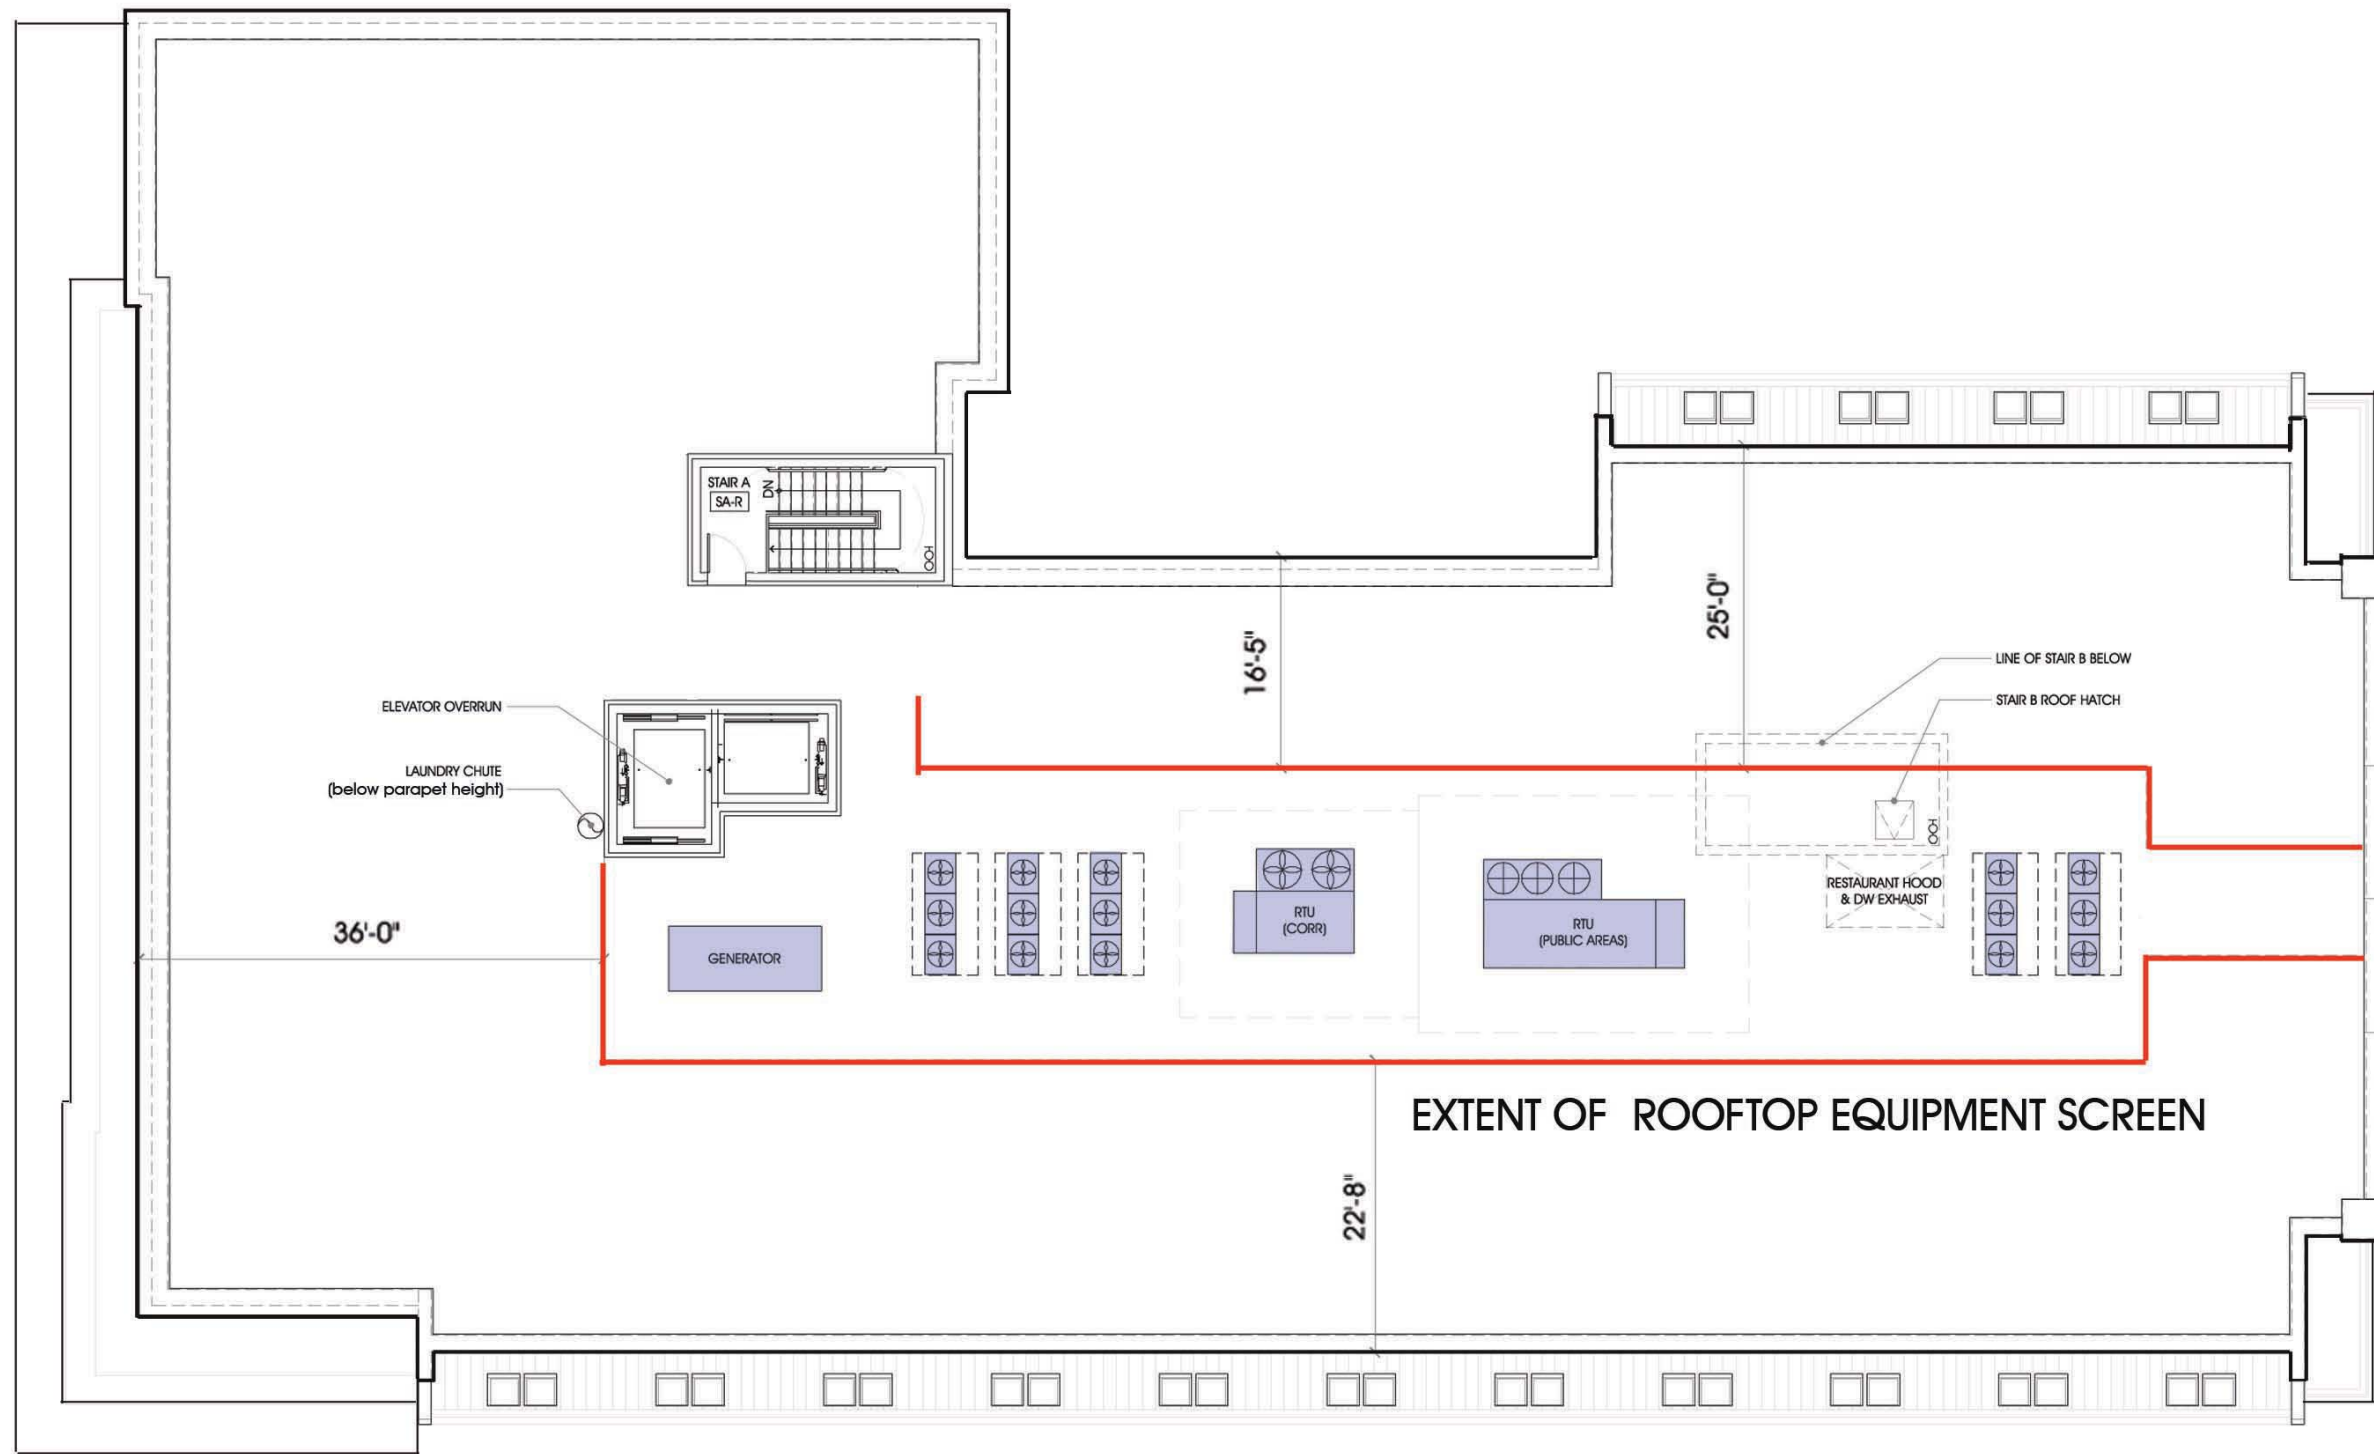 STAIR A
SA-R
DN
16'-5"
25'-0"
LINE OF STAIR B BELOW
STAIR B ROOF HATCH
ELEVATOR OVERRUN
LAUNDRY CHUTE
(below parapet height)
36'-0"
GENERATOR
RTU
(CORR)
RTU
(PUBLIC AREAS)
RESTAURANT HOOD
& DW EXHAUST
EXTENT OF ROOFTOP EQUIPMENT SCREEN
22'-8"